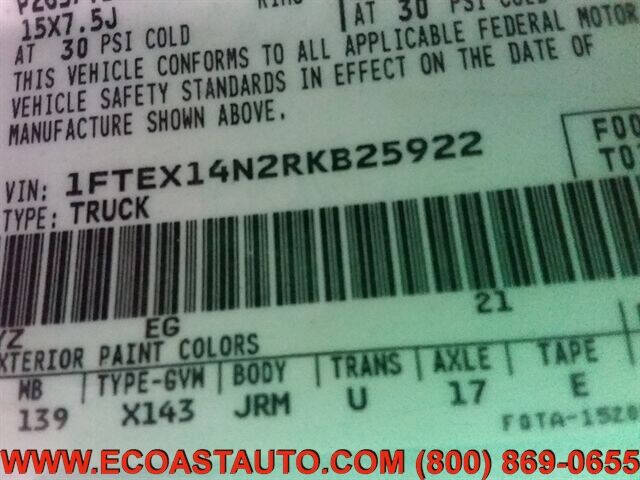 15X7.5J
AT 30 PSI COLD
AT 30 PSI COLD
THIS VEHICLE CONFORMS TO ALL APPLICABLE FEDERAL MOTOR
VEHICLE SAFETY STANDARDS IN EFFECT ON THE DATE OF
MANUFACTURE SHOWN ABOVE.
VIN: 1FTEX14N2RKB25922
TYPE: TRUCK
EG 21
EXTERIOR PAINT COLORS
WB TYPE-GVW BODY TRANS AXLE TAPE
139 X143 JRM U 17 E
WWW.ECOASTAUTO.COM (800) 869-0655